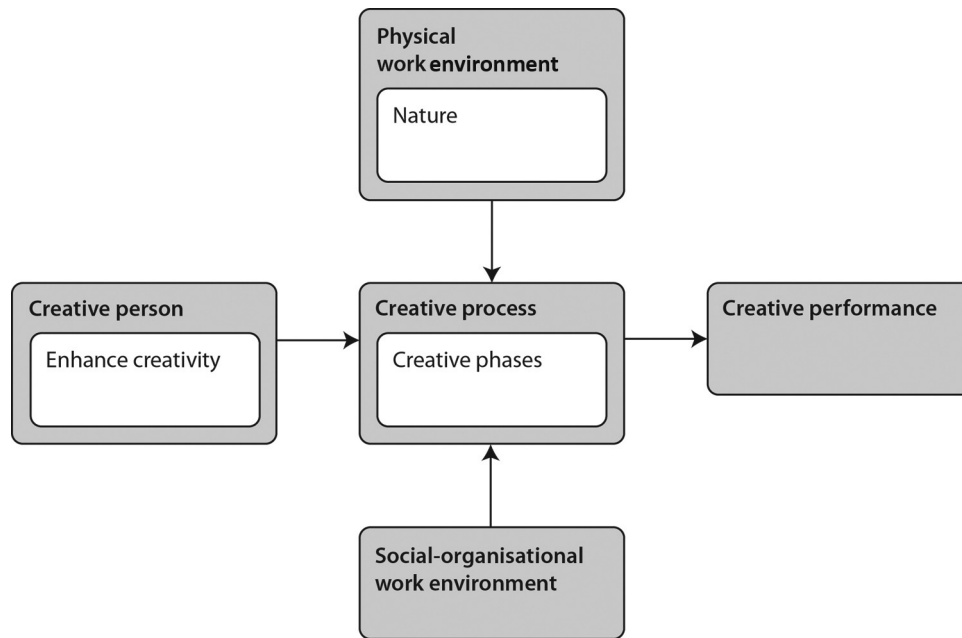 Physical
work environment
Nature
Creative person
Enhance creativity
Creative process
Creative phases
Creative performance
Social-organisational
work environment